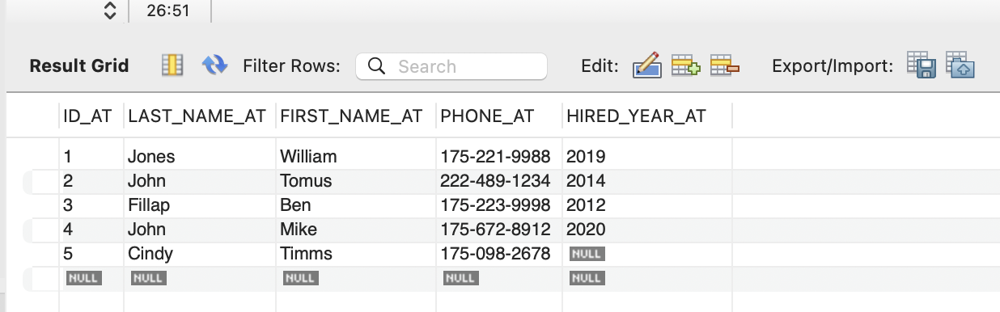 26:51
Result Grid Filter Rows: Search Edit: Export/Import:
ID_AT LAST_NAME_AT FIRST_NAME_AT PHONE_AT HIRED_YEAR_AT
1 Jones William 175-221-9988 2019
2 John Tomus 222-489-1234 2014
3 Fillap Ben 175-223-9998 2012
4 John Mike 175-672-8912 2020
5 Cindy Timms 175-098-2678 NULL
NULL NULL NULL NULL NULL